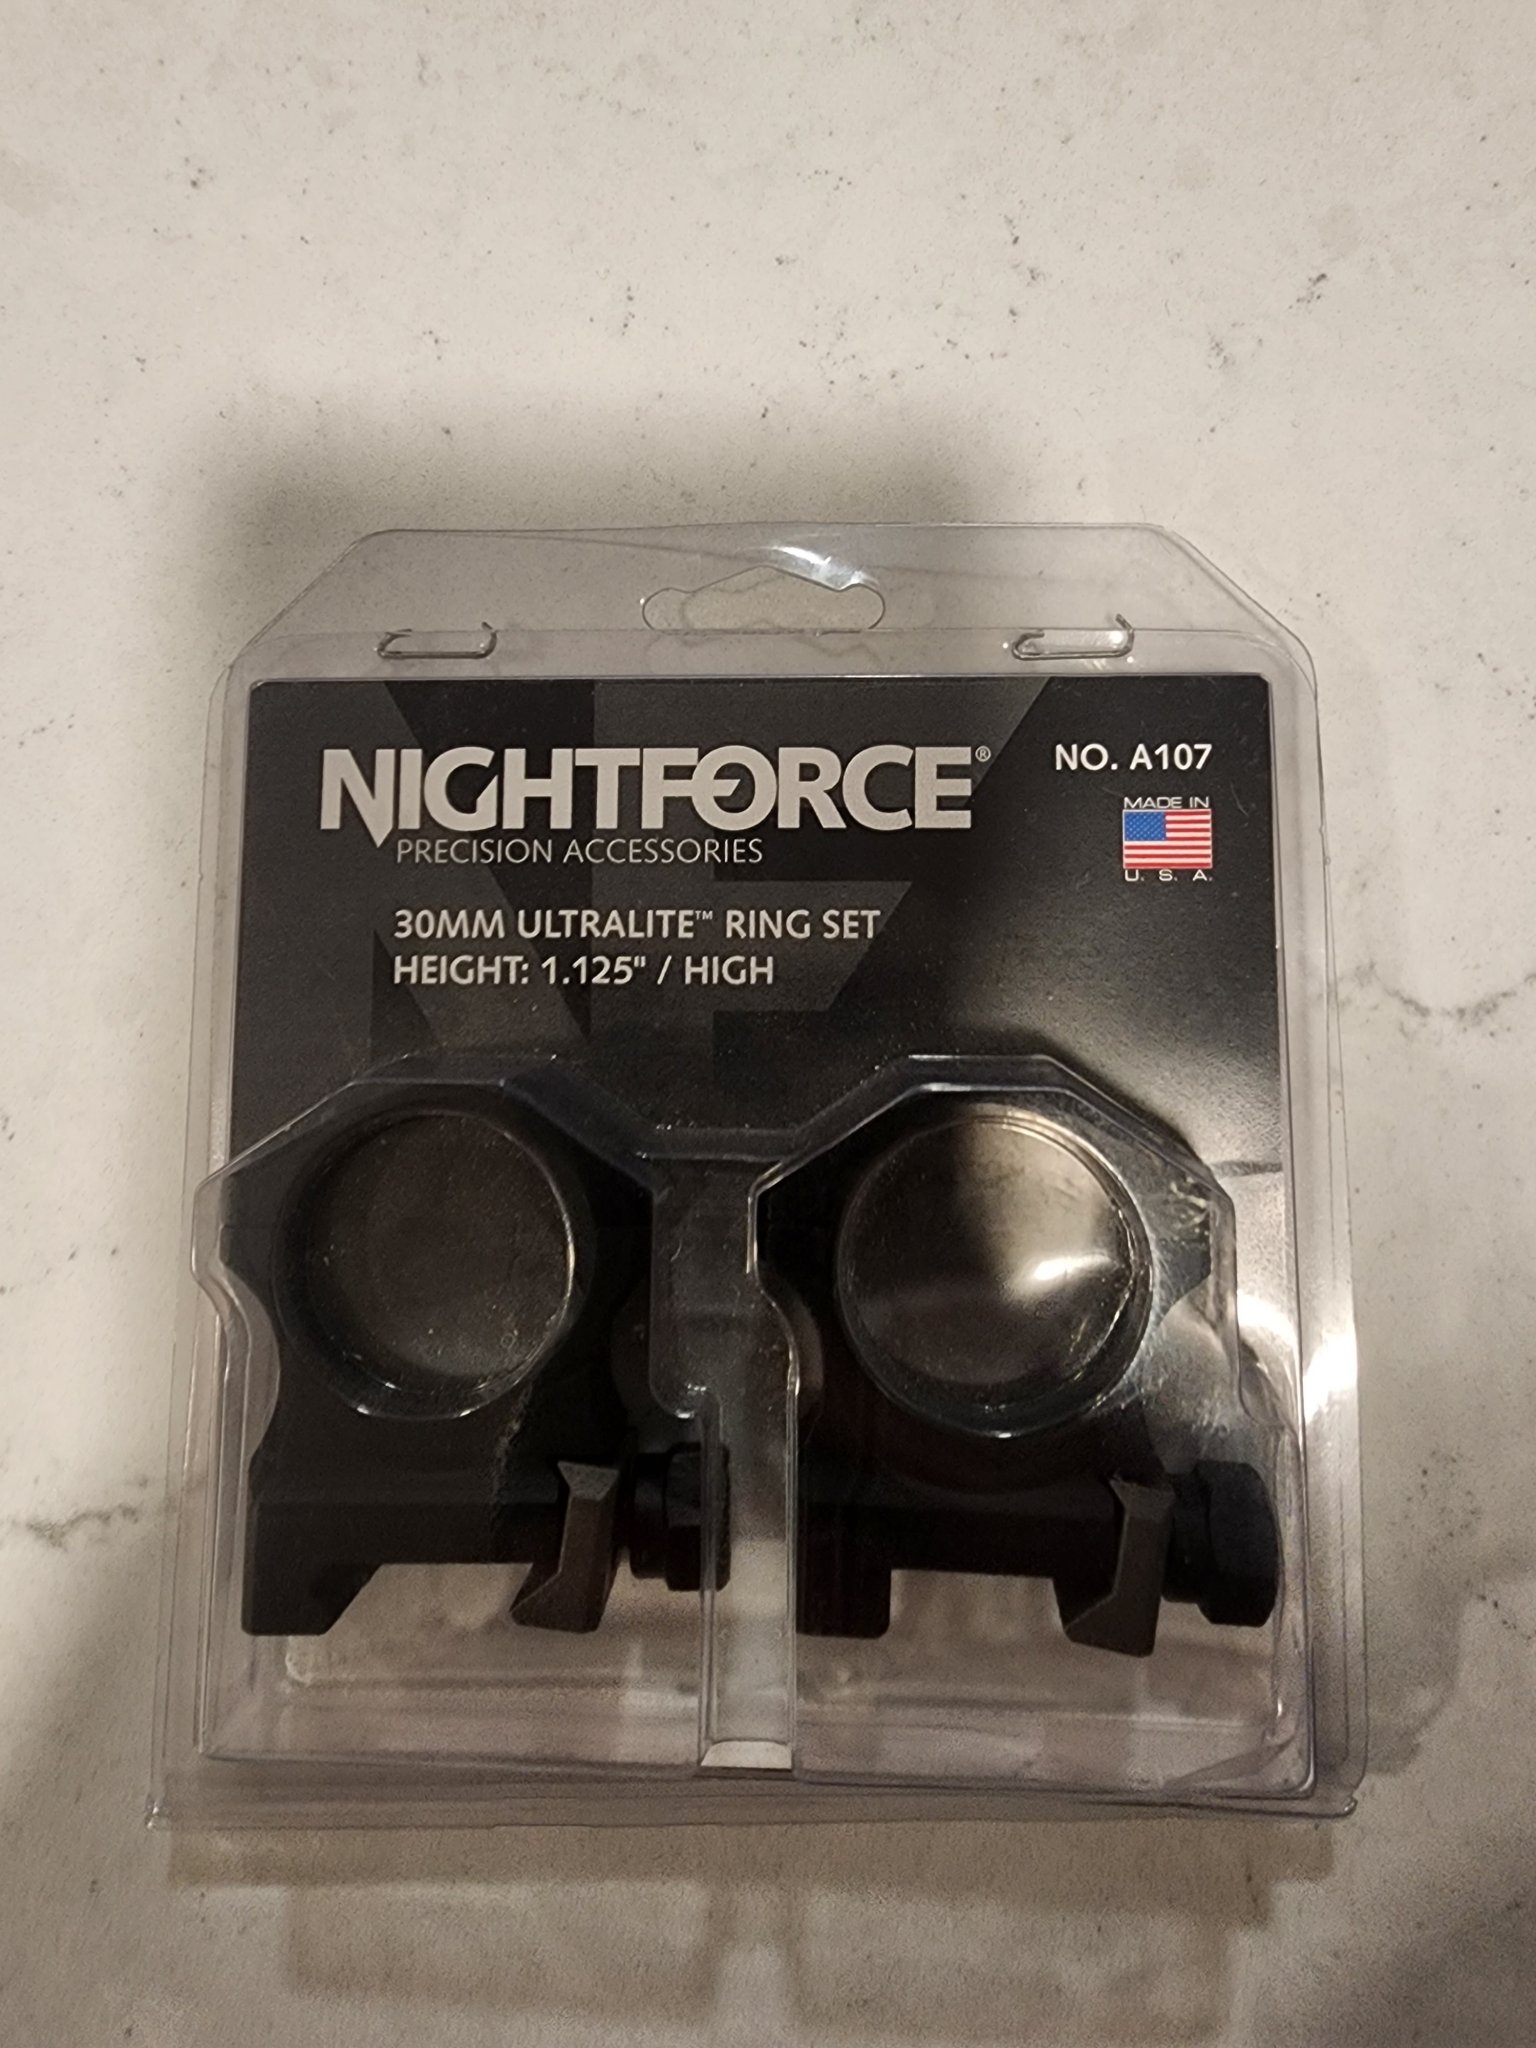 NIGHTFORCE®
PRECISION ACCESSORIES
NO. A107
MADE IN
U. S. A.
30MM ULTRALITE™ RING SET
HEIGHT: 1.125" / HIGH